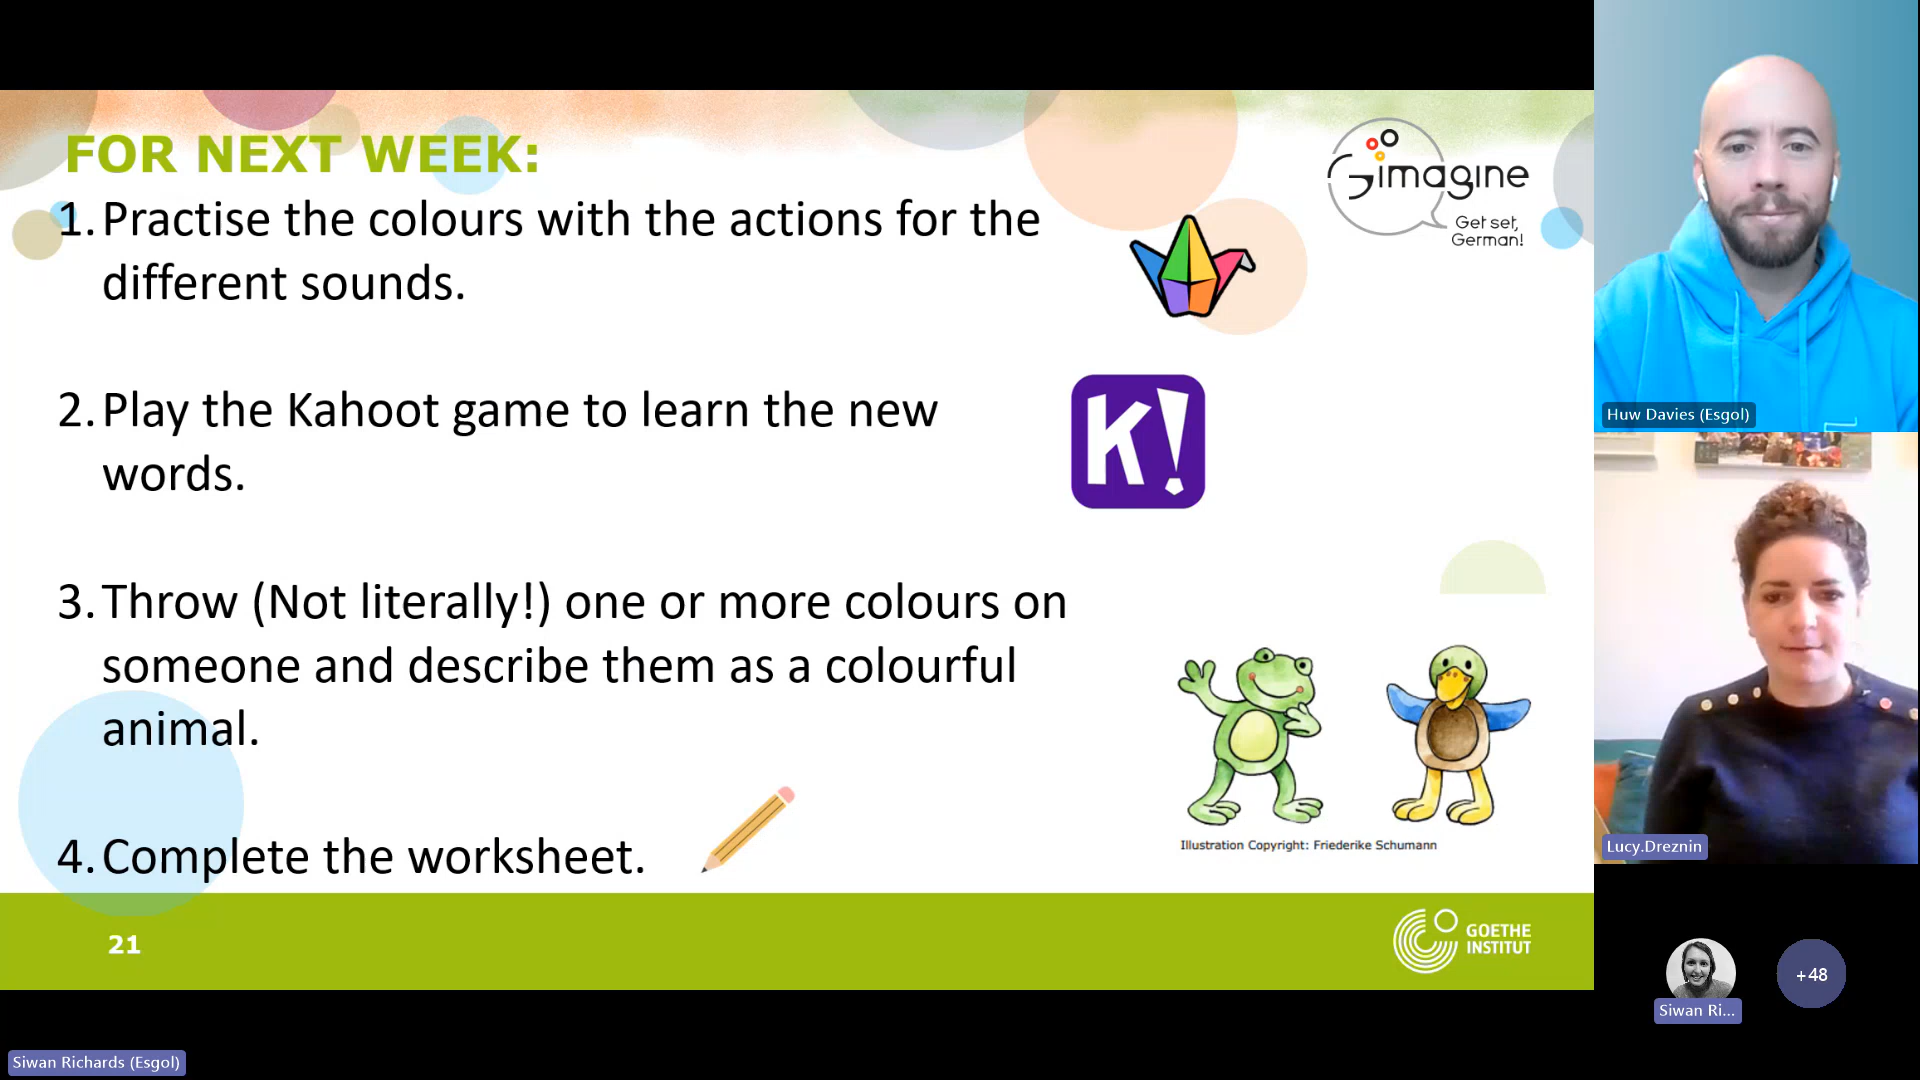 FOR NEXT WEEK:
1. Practise the colours with the actions for the
different sounds.
2. Play the Kahoot game to learn the new
words.
3. Throw (Not literally!) one or more colours on
someone and describe them as a colourful
animal.
4. Complete the worksheet.
Gimagine
Get set,
German!
K!
Illustration Copyright: Friederike Schumann
21
GOETHE
INSTITUT
Huw Davies (Esgol)
Lucy.Dreznin
+48
Siwan Ri...
Siwan Richards (Esgol)